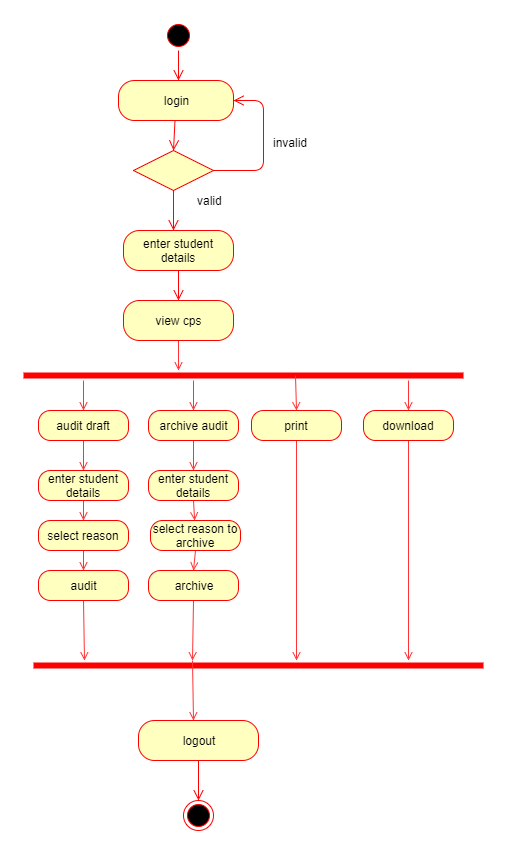 login
invalid
valid
enter student
details
view cps
audit draft
archive audit
print
download
enter student
details
enter student
details
select reason
select reason to
archive
audit
archive
logout